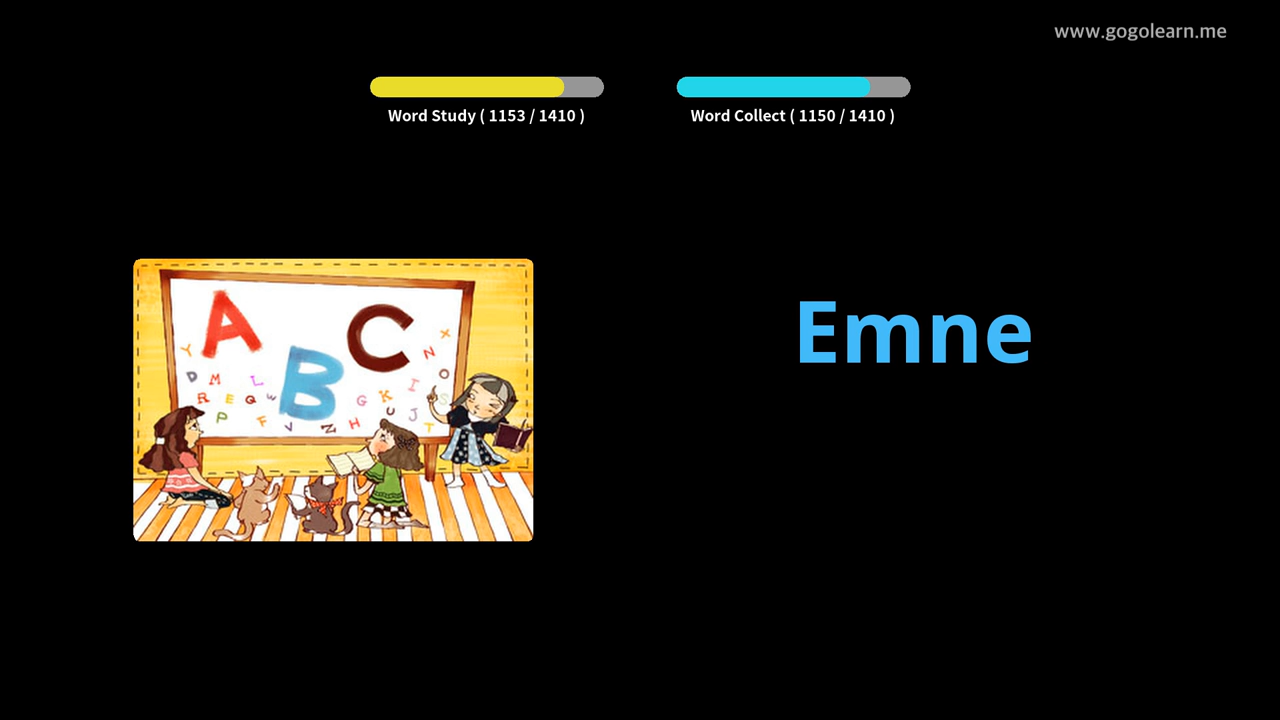 www.gogolearn.me
Word Study ( 1153 / 1410 )
Word Collect ( 1150 / 1410 )
Emne
A
B
C
Y
X
N
D M L O
R E Q W G K I S
P F V Z H U J T